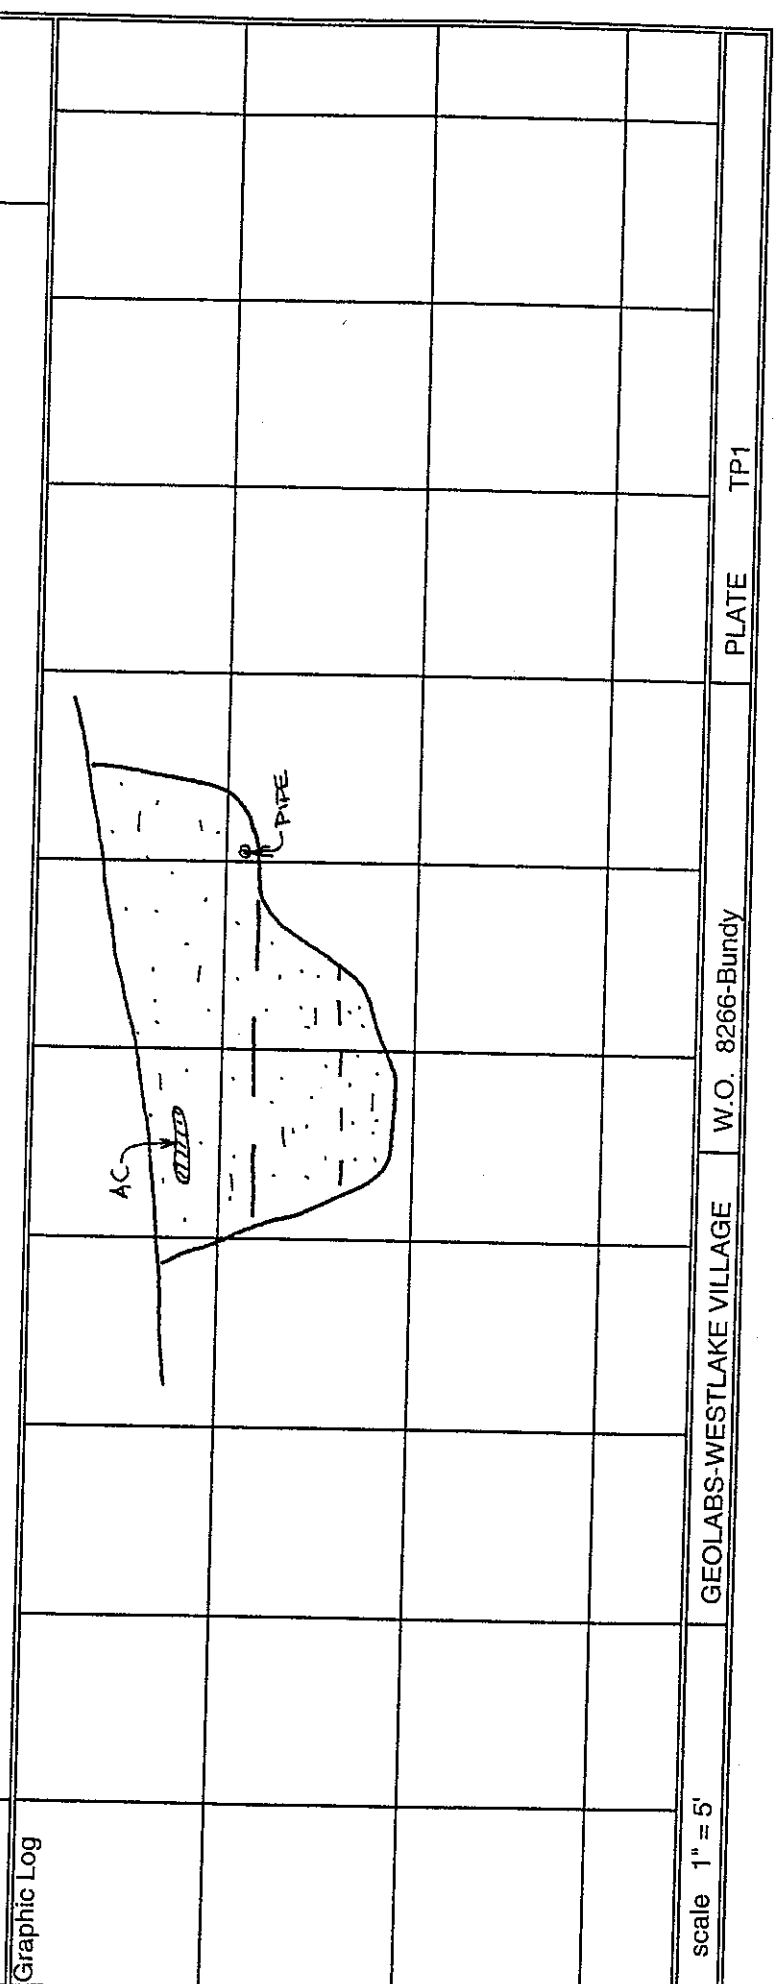 Graphic Log
AC
PIPE
scale 1" = 5'
GEOLABS-WESTLAKE VILLAGE
W.O. 8266-Bundy
PLATE TP1